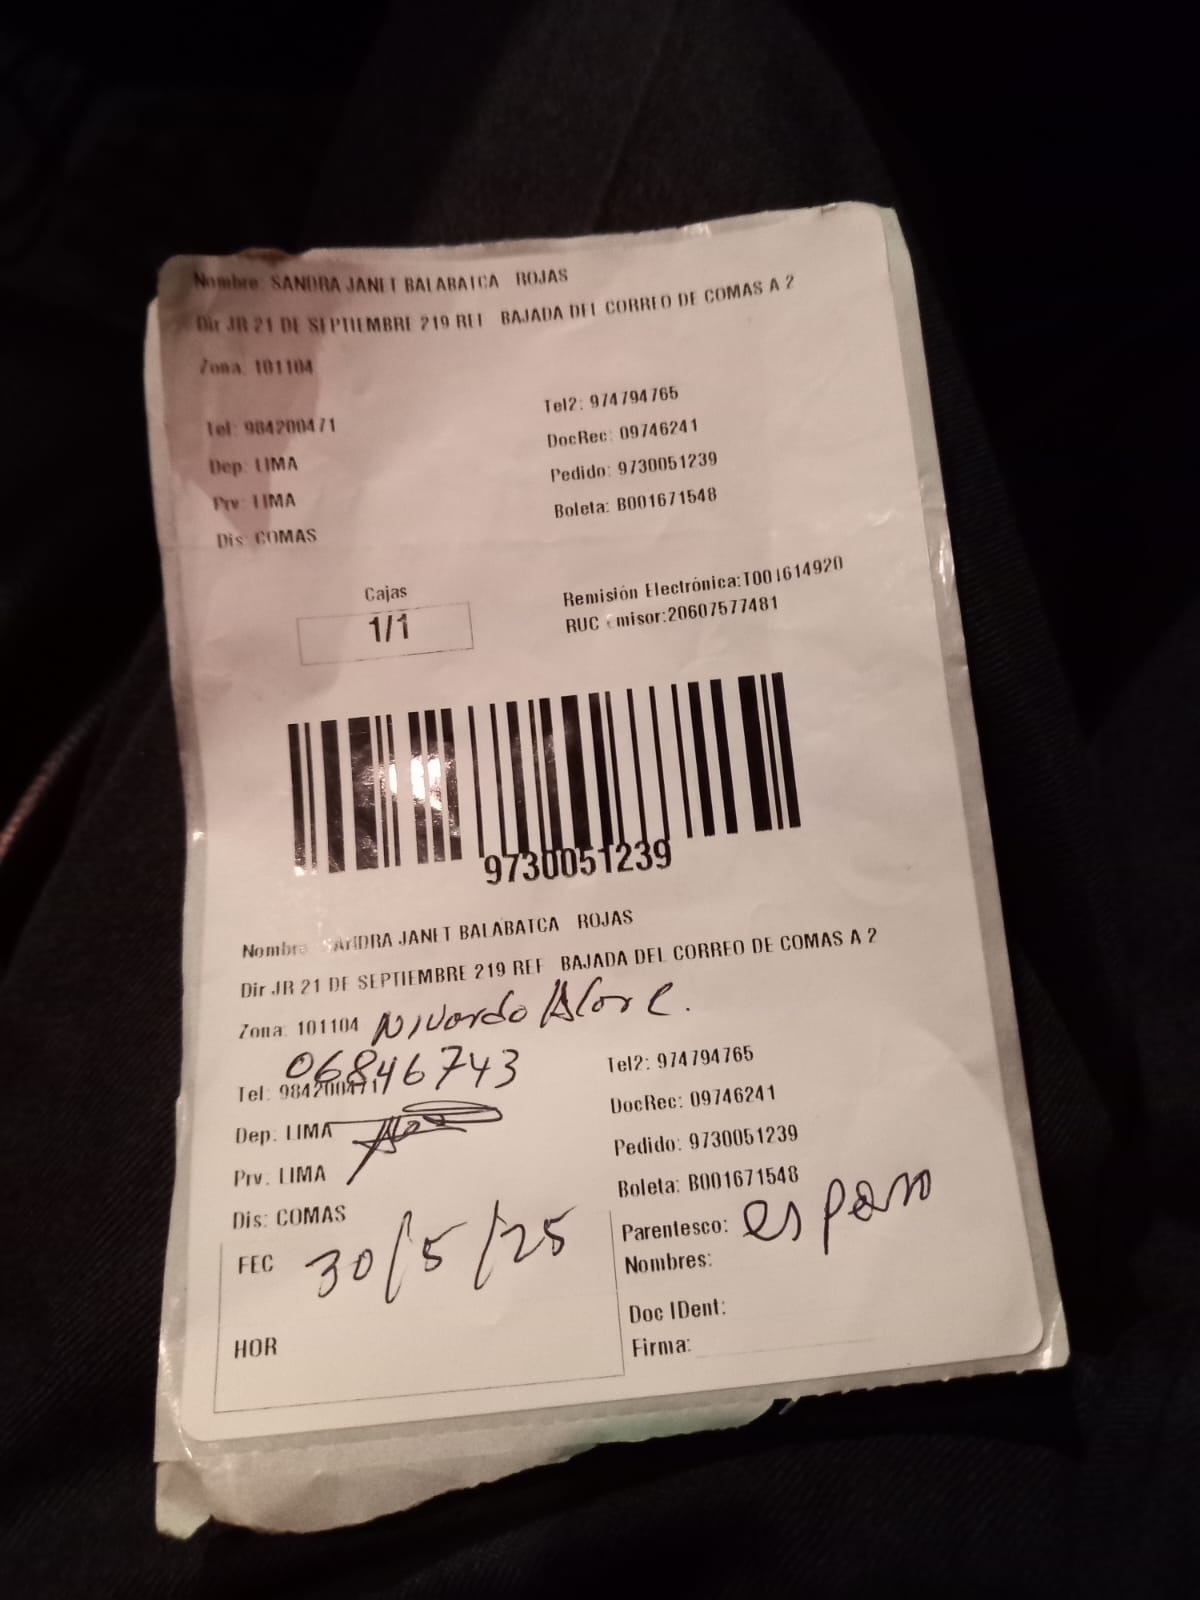 Nombre: SANDRA JANET BALABATCA ROJAS
Dir JR 21 DE SEPTIEMBRE 219 REF BAJADA DEL CORREO DE COMAS A 2
Zona: 101104
Tel: 984200471 Tel2: 974794765
DocRec: 09746241
Dep: LIMA
Pedido: 9730051239
Prv: LIMA
Boleta: B001671548
Dis: COMAS
Cajas
1/1
Remisión Electrónica:T001614920
RUC emisor:20607577481
9730051239
Nombre: SANDRA JANET BALABATCA ROJAS
Dir JR 21 DE SEPTIEMBRE 219 REF BAJADA DEL CORREO DE COMAS A 2
Zona: 101104 Nivardo
06846743
Tel: 984200471 Tel2: 974794765
DocRec: 09746241
Dep: LIMA
Pedido: 9730051239
Prv: LIMA
Boleta: B001671548
Dis: COMAS
Parentesco: esposo
FEC 30/5/25
Nombres:
Doc IDent:
HOR
Firma: